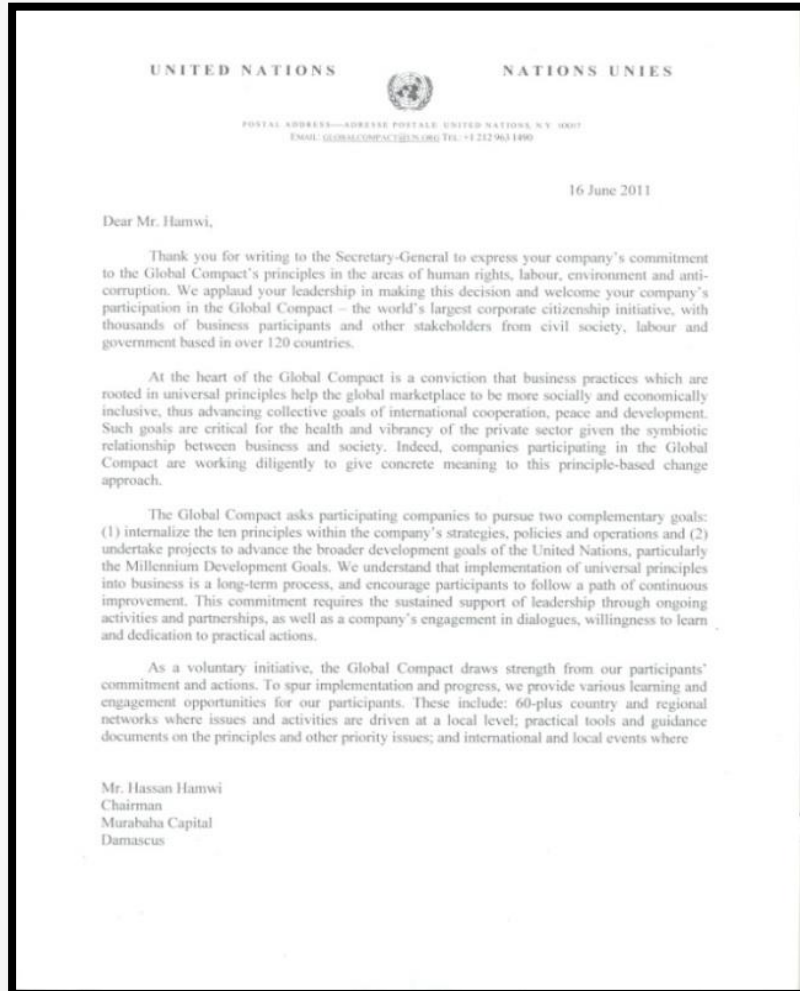 UNITED NATIONS
NATIONS UNIES
POSTAL ADDRESS—ADRESSE POSTALE UNITED NATIONS, N.Y. 10017
EMAIL: GLOBALCOMPACT@UN.ORG TEL: +1 212 963 1490
16 June 2011
Dear Mr. Hamwi,
Thank you for writing to the Secretary-General to express your company's commitment
to the Global Compact's principles in the areas of human rights, labour, environment and anti-
corruption. We applaud your leadership in making this decision and welcome your company's
participation in the Global Compact – the world's largest corporate citizenship initiative, with
thousands of business participants and other stakeholders from civil society, labour and
government based in over 120 countries.
At the heart of the Global Compact is a conviction that business practices which are
rooted in universal principles help the global marketplace to be more socially and economically
inclusive, thus advancing collective goals of international cooperation, peace and development.
Such goals are critical for the health and vibrancy of the private sector given the symbiotic
relationship between business and society. Indeed, companies participating in the Global
Compact are working diligently to give concrete meaning to this principle-based change
approach.
The Global Compact asks participating companies to pursue two complementary goals:
(1) internalize the ten principles within the company's strategies, policies and operations and (2)
undertake projects to advance the broader development goals of the United Nations, particularly
the Millennium Development Goals. We understand that implementation of universal principles
into business is a long-term process, and encourage participants to follow a path of continuous
improvement. This commitment requires the sustained support of leadership through ongoing
activities and partnerships, as well as a company's engagement in dialogues, willingness to learn
and dedication to practical actions.
As a voluntary initiative, the Global Compact draws strength from our participants'
commitment and actions. To spur implementation and progress, we provide various learning and
engagement opportunities for our participants. These include: 60-plus country and regional
networks where issues and activities are driven at a local level; practical tools and guidance
documents on the principles and other priority issues; and international and local events where
Mr. Hassan Hamwi
Chairman
Murabaha Capital
Damascus